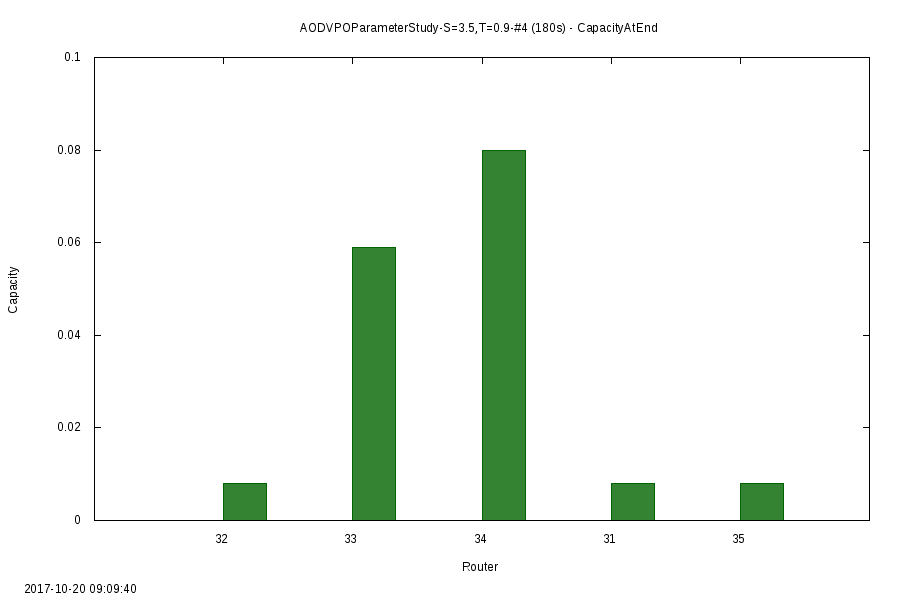 AODVPOParameterStudy-S=3.5,T=0.9-#4 (180s) - CapacityAtEnd
0.1
0.08
0.06
0.04
0.02
0
Capacity
32 33 34 31 35
Router
2017-10-20 09:09:40